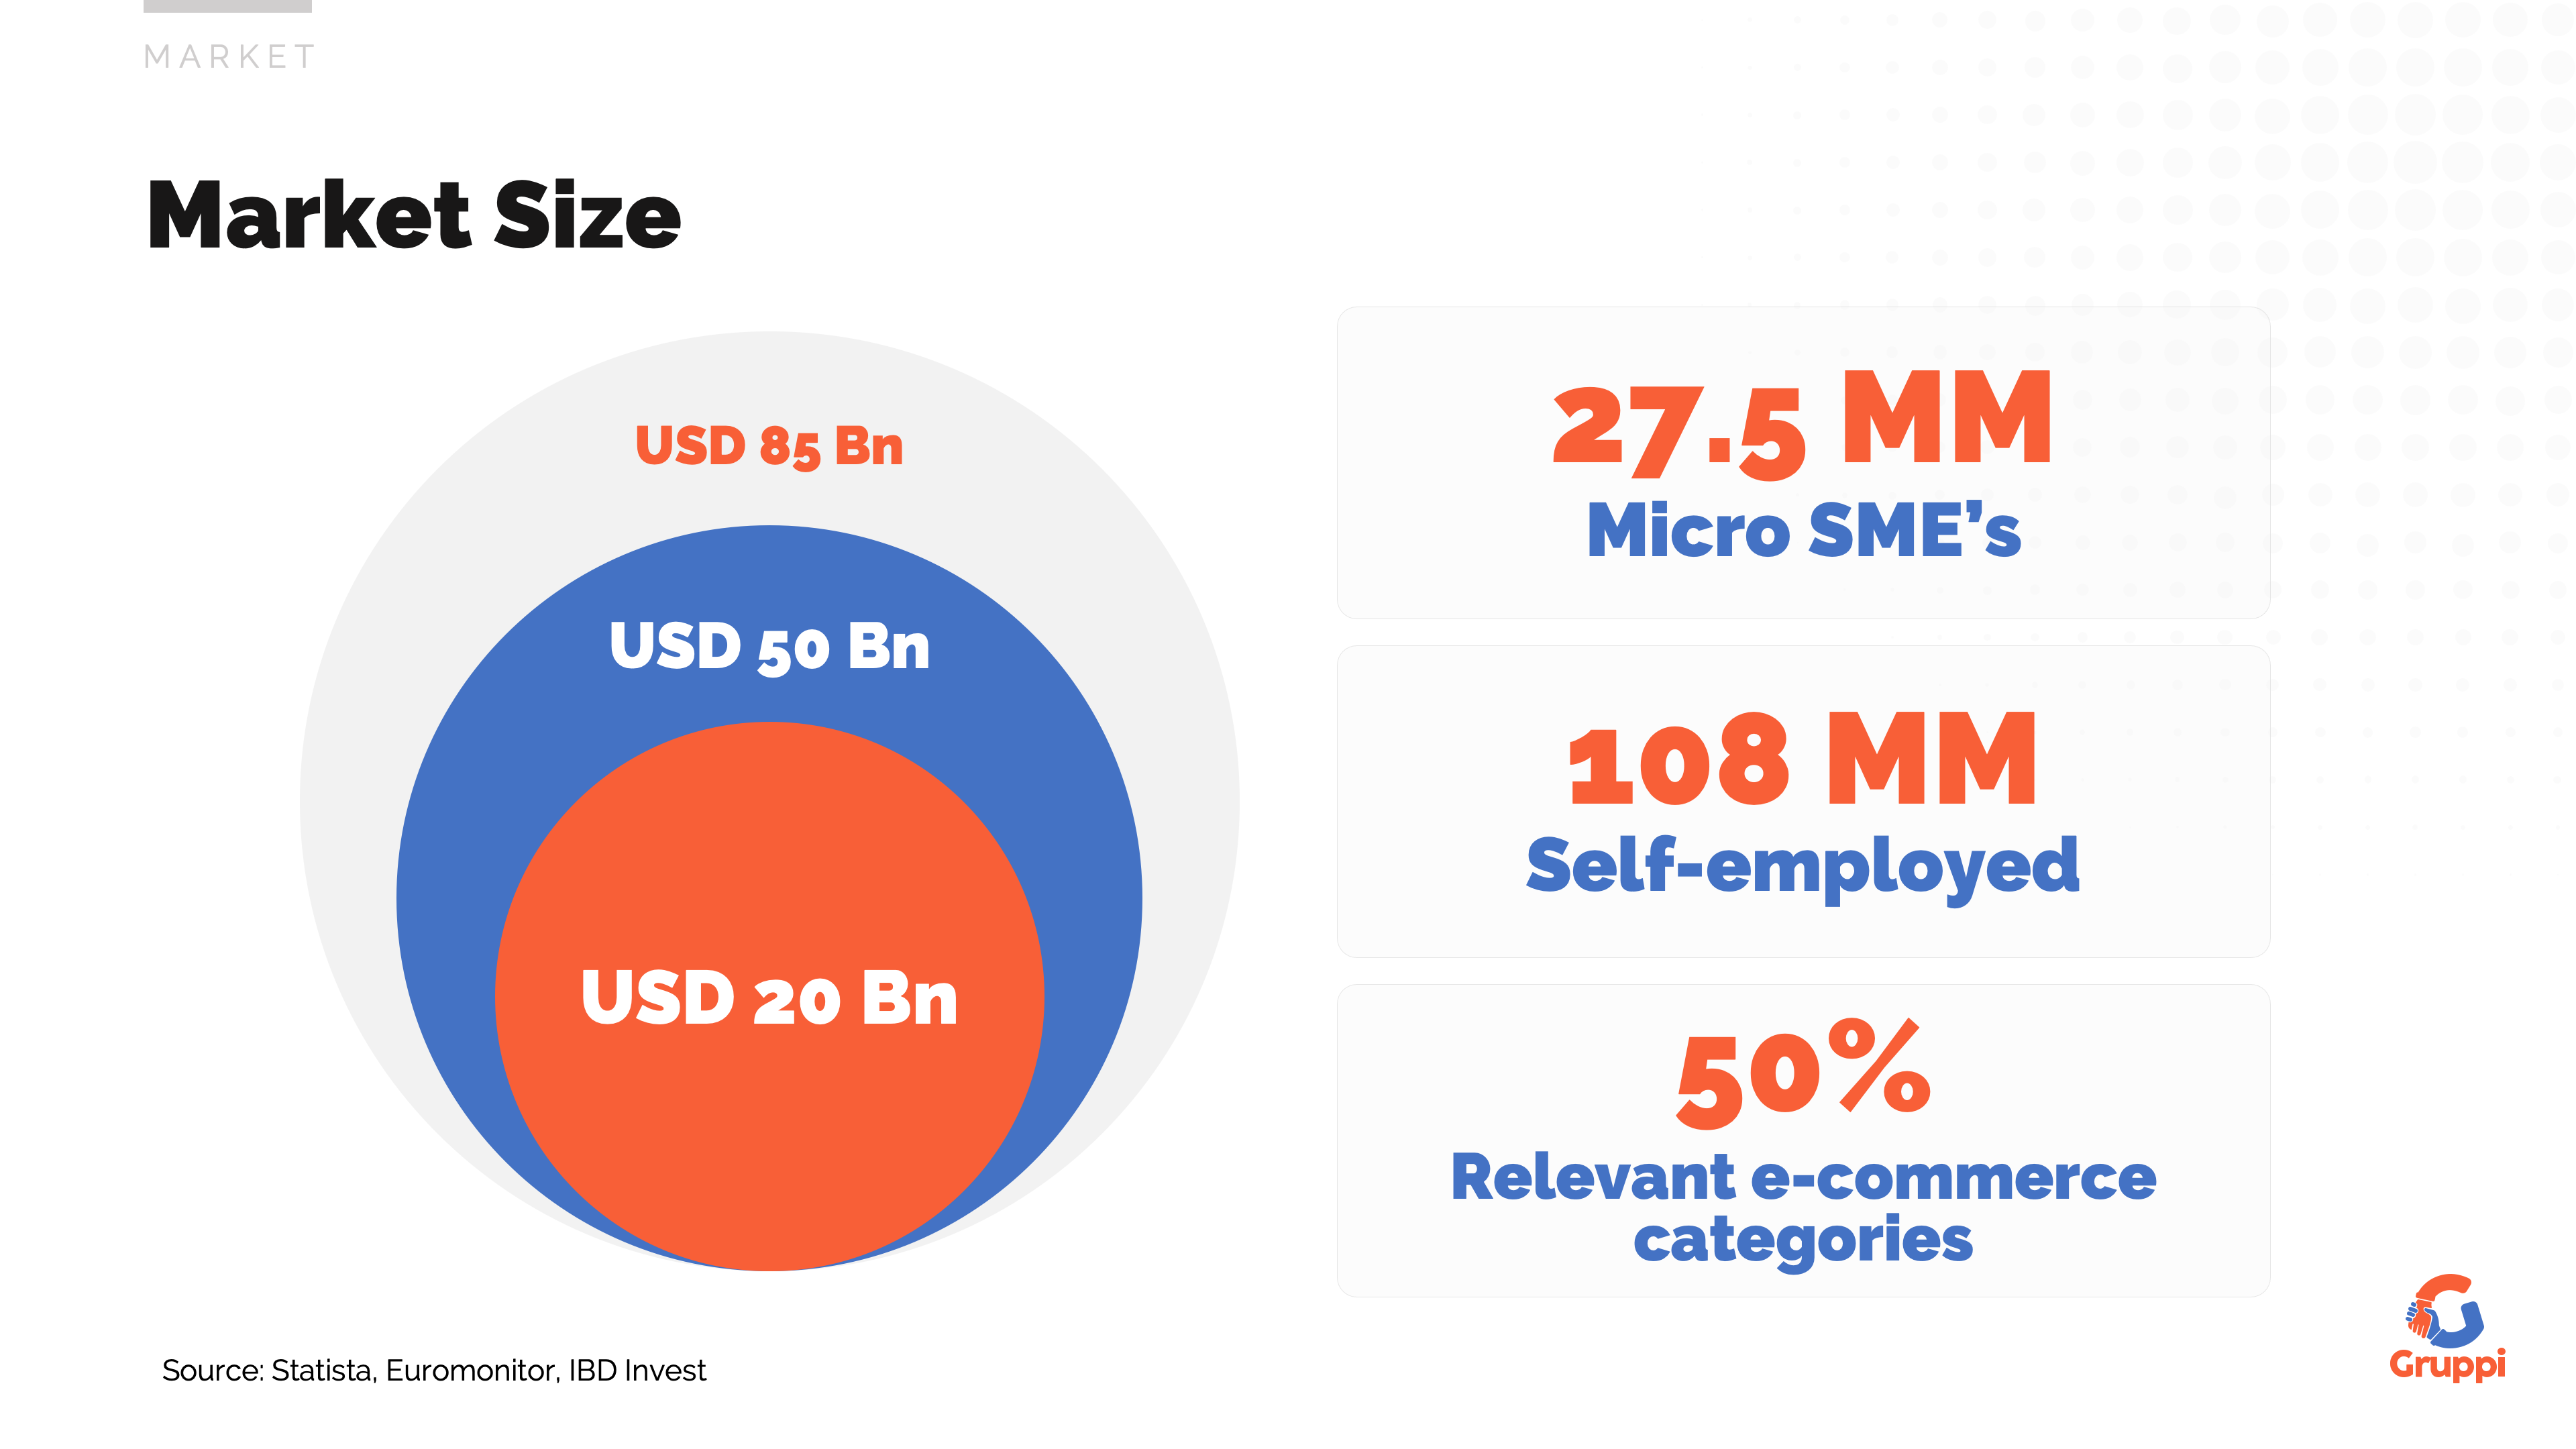 MARKET
Market Size
USD 85 Bn
USD 50 Bn
USD 20 Bn
27.5 MM
Micro SME’s
108 MM
Self-employed
50%
Relevant e-commerce
categories
Source: Statista, Euromonitor, IBD Invest
Gruppi